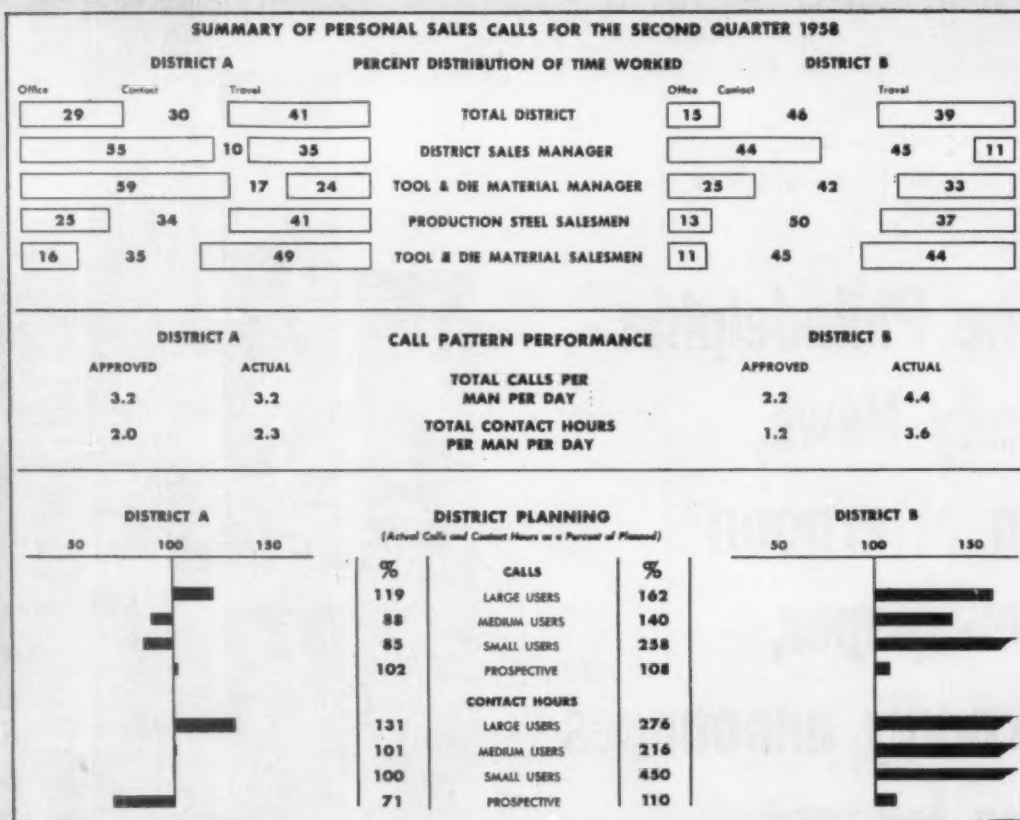 SUMMARY OF PERSONAL SALES CALLS FOR THE SECOND QUARTER 1958
DISTRICT A PERCENT DISTRIBUTION OF TIME WORKED DISTRICT B
Office Contact Travel Office Contact Travel
29 30 41 TOTAL DISTRICT 15 46 39
55 10 35 DISTRICT SALES MANAGER 44 45 11
59 17 24 TOOL & DIE MATERIAL MANAGER 25 42 33
25 34 41 PRODUCTION STEEL SALESMEN 13 50 37
16 35 49 TOOL & DIE MATERIAL SALESMEN 11 45 44
DISTRICT A CALL PATTERN PERFORMANCE DISTRICT B
APPROVED ACTUAL APPROVED ACTUAL
3.2 3.2 TOTAL CALLS PER MAN PER DAY 2.2 4.4
2.0 2.3 TOTAL CONTACT HOURS PER MAN PER DAY 1.2 3.6
DISTRICT A DISTRICT PLANNING DISTRICT B
(Actual Calls and Contact Hours as a Percent of Planned)
50 100 150 50 100 150
% CALLS %
119 LARGE USERS 162
88 MEDIUM USERS 140
85 SMALL USERS 258
102 PROSPECTIVE 108
CONTACT HOURS
131 LARGE USERS 276
101 MEDIUM USERS 216
100 SMALL USERS 450
71 PROSPECTIVE 110